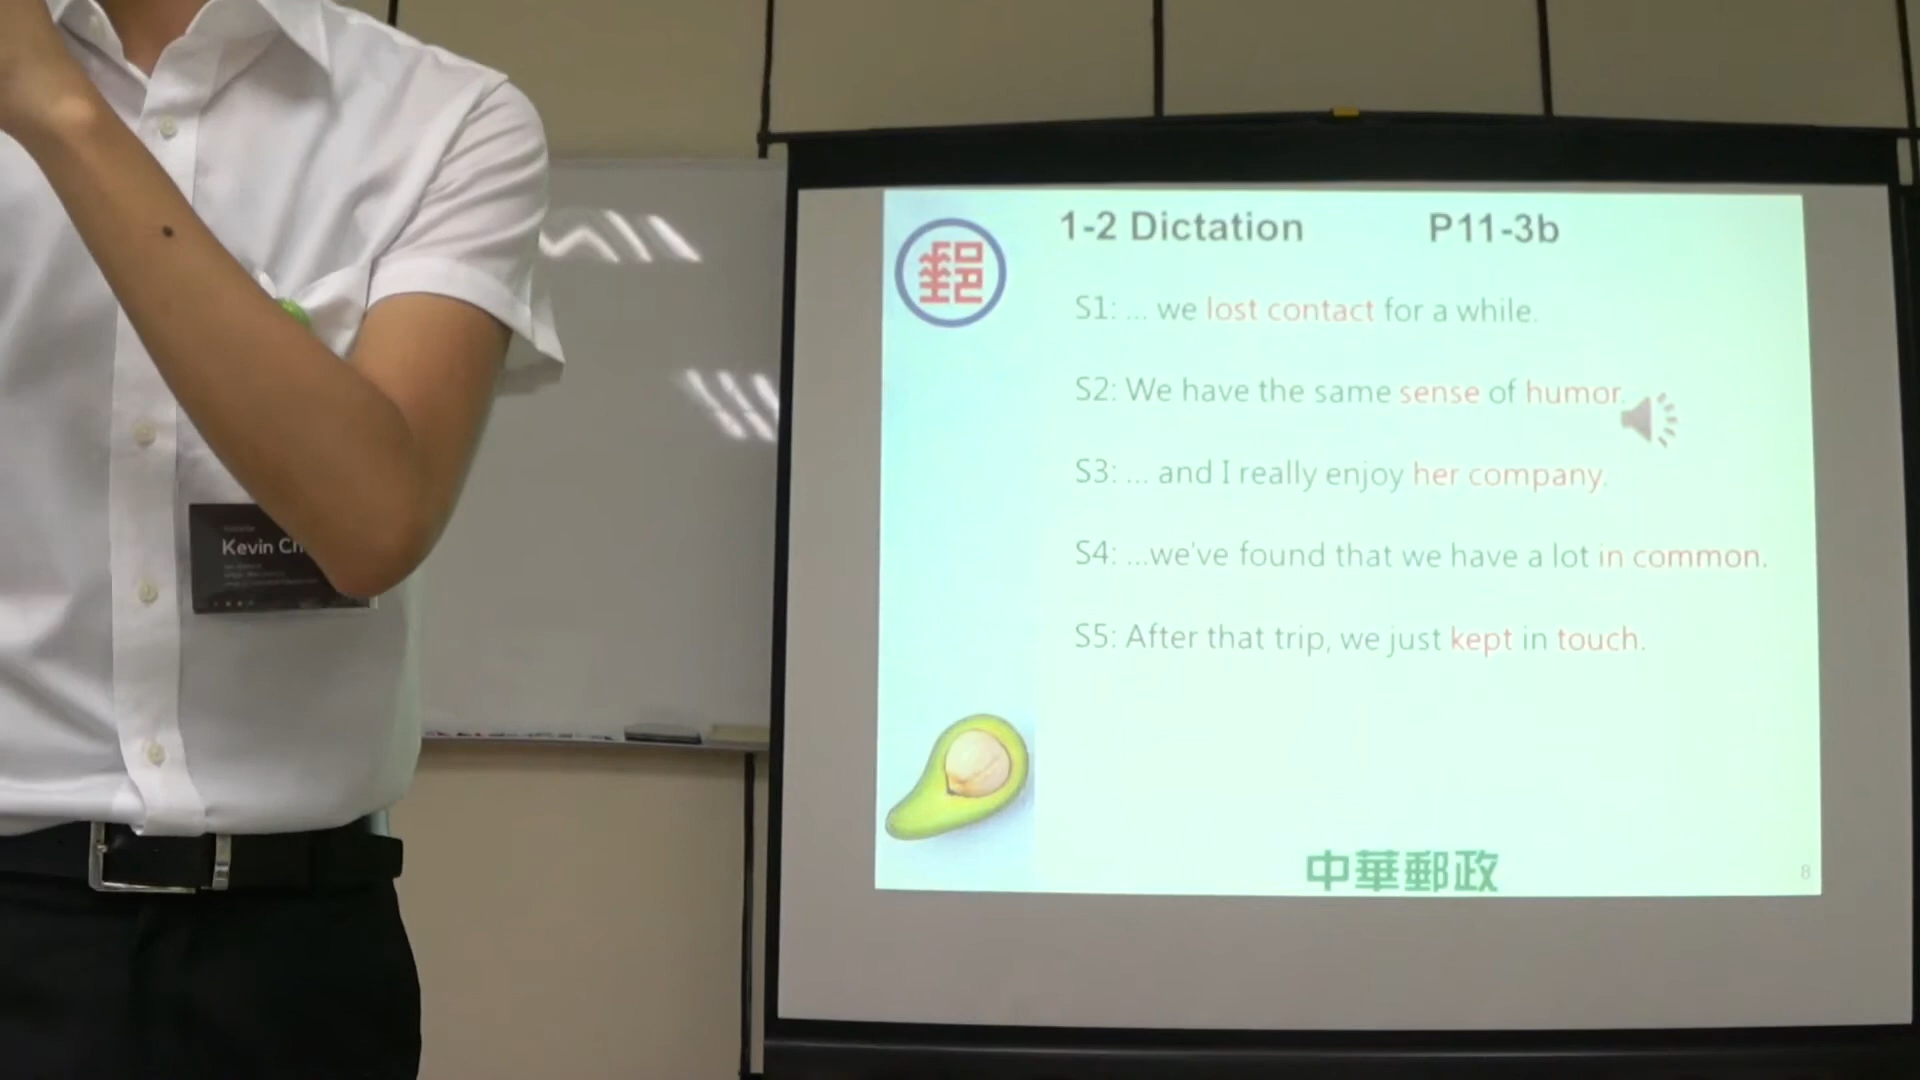 1-2 Dictation P11-3b
郵
S1: ... we lost contact for a while.
S2: We have the same sense of humor.
S3: ... and I really enjoy her company.
S4: ...we've found that we have a lot in common.
S5: After that trip, we just kept in touch.
中華郵政
8
Kevin